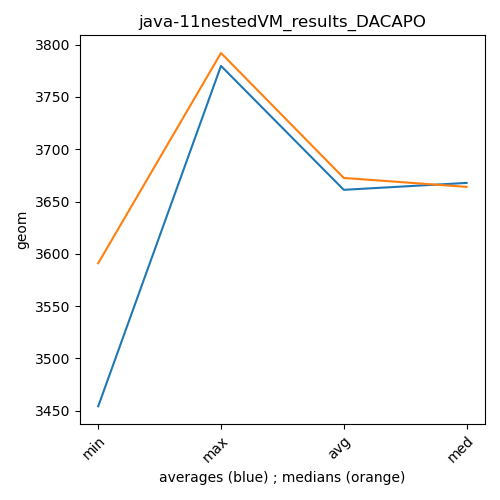 java-11nestedVM_results_DACAPO
3800
3750
3700
3650
3600
3550
3500
3450
geom
min
max
avg
med
averages (blue) ; medians (orange)